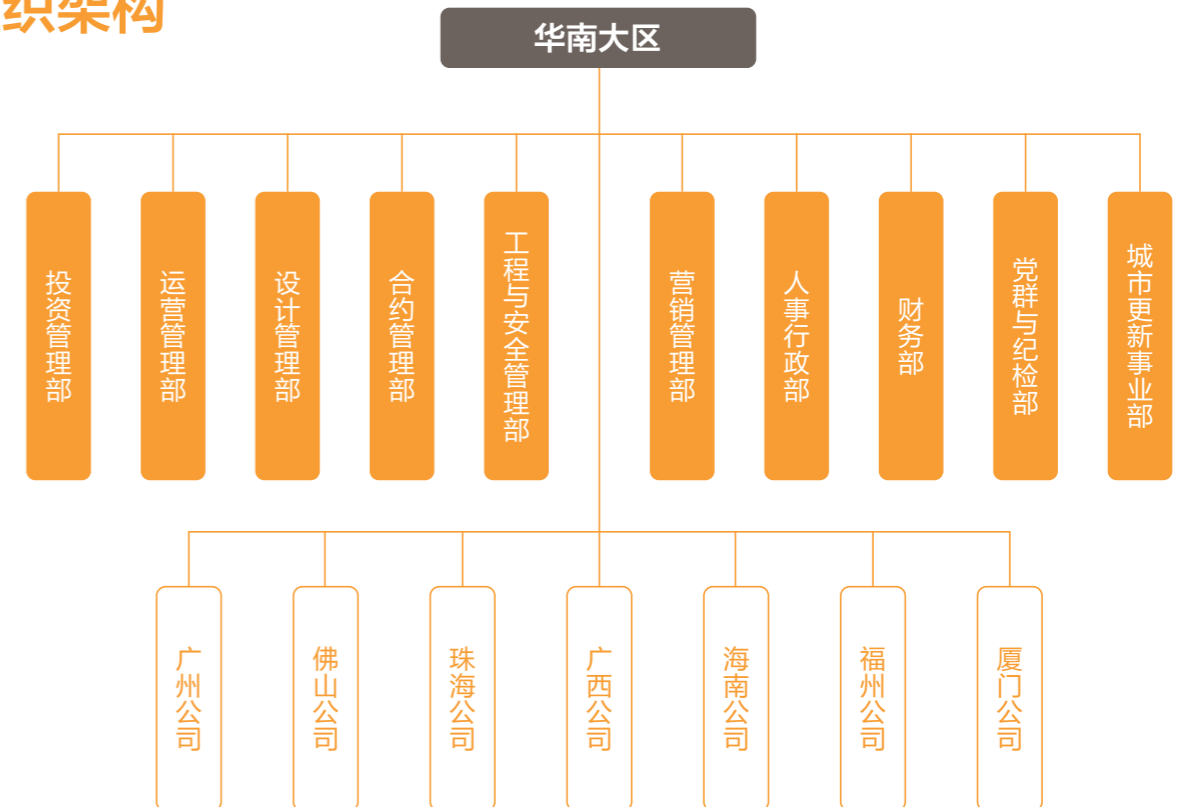 织架构
华南大区
投资管理部
运营管理部
设计管理部
合约管理部
工程与安全管理部
营销管理部
人事行政部
财务部
党群与纪检部
城市更新事业部
广州公司
佛山公司
珠海公司
广西公司
海南公司
福州公司
厦门公司